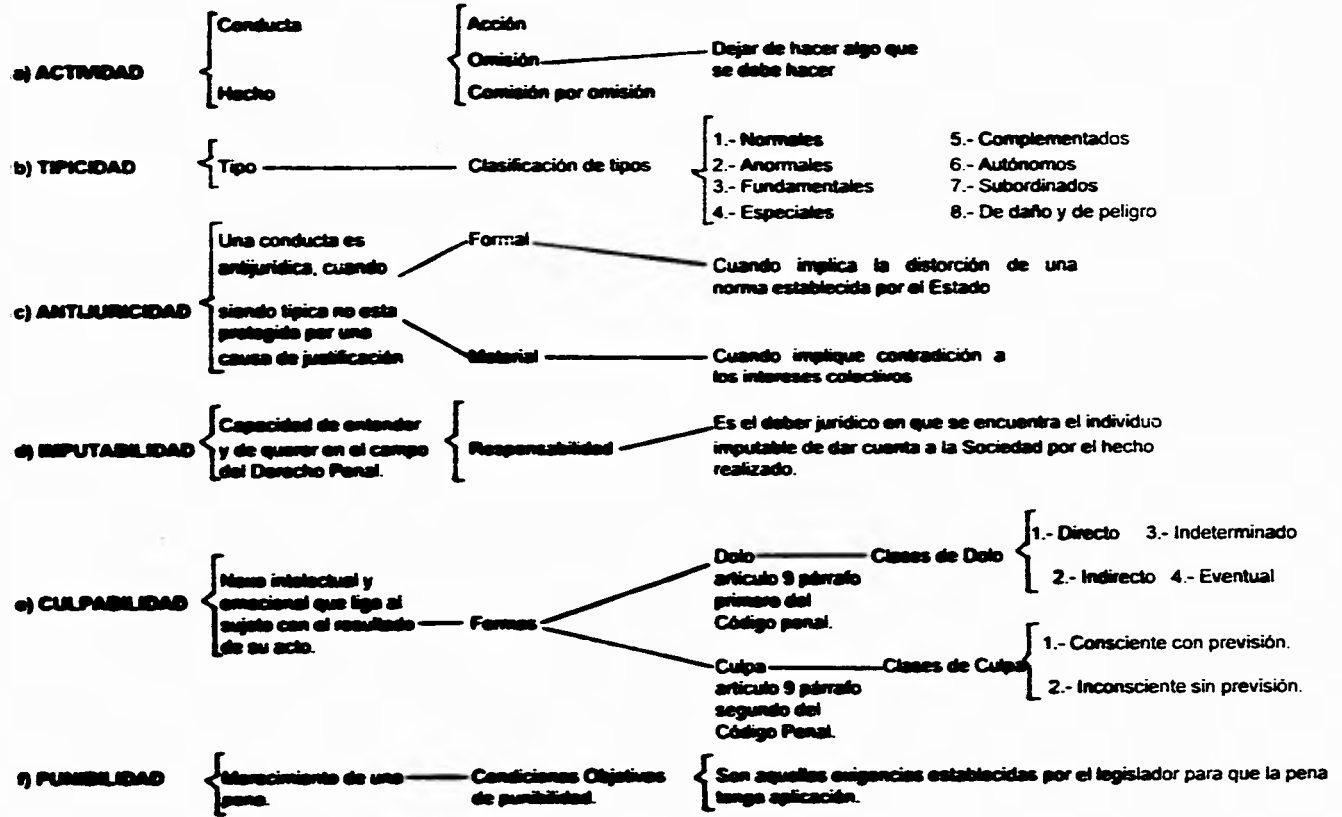 a) ACTIVIDAD
Conducta
Hecho
Acción
Omisión
Comisión por omisión
Dejar de hacer algo que
se debe hacer
b) TIPICIDAD
Tipo
Clasificación de tipos
1.- Normales
2.- Anormales
3.- Fundamentales
4.- Especiales
5.- Complementados
6.- Autónomos
7.- Subordinados
8.- De daño y de peligro
c) ANTIJURICIDAD
Una conducta es
antijurídica, cuando
siendo típica no esta
protegida por una
causa de justificación
Formal
Cuando implica la distorción de una
norma establecida por el Estado
Material
Cuando implique contradición a
los intereses colectivos
d) IMPUTABILIDAD
Capacidad de entender
y de querer en el campo
del Derecho Penal.
Responsabilidad
Es el deber jurídico en que se encuentra el individuo
imputable de dar cuenta a la Sociedad por el hecho
realizado.
e) CULPABILIDAD
Nexo intelectual y
emocional que liga al
sujeto con el resultado
de su acto.
Formas
Dolo
articulo 9 párrafo
primero del
Código penal.
Clases de Dolo
1.- Directo 3.- Indeterminado
2.- Indirecto 4.- Eventual
Culpa
articulo 9 párrafo
segundo del
Código Penal.
Clases de Culpa
1.- Consciente con previsión.
2.- Inconsciente sin previsión.
f) PUNIBILIDAD
Merecimiento de una
pena.
Condiciones Objetivas
de punibilidad.
Son aquellas exigencias establecidas por el legislador para que la pena
tenga aplicación.